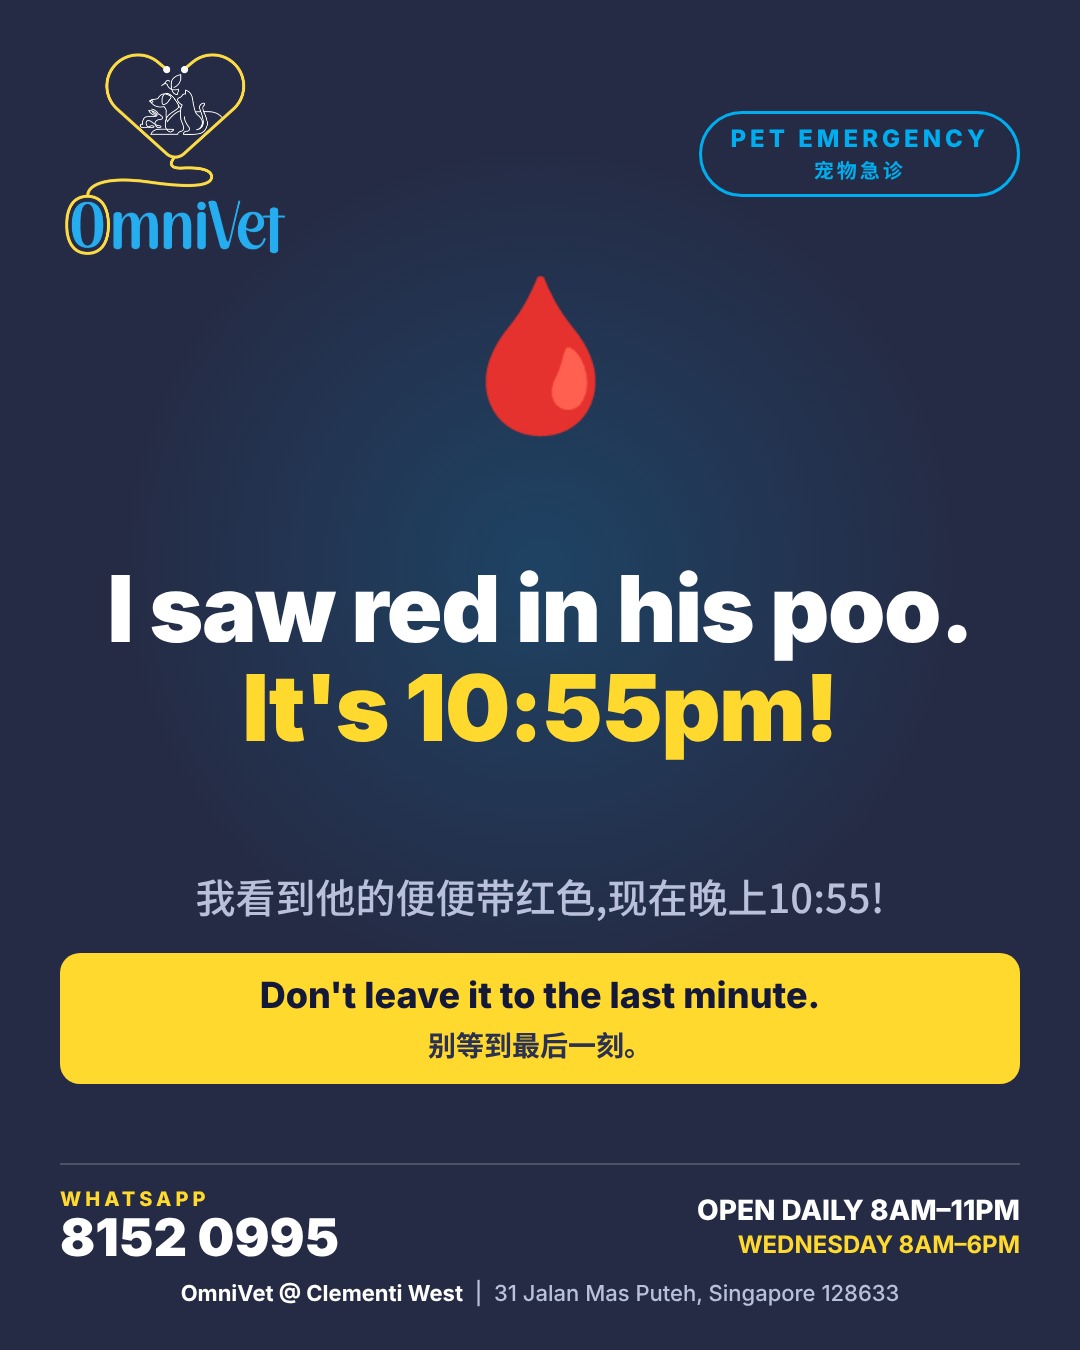 OmniVet
PET EMERGENCY
宠物急诊
I saw red in his poo.
It's 10:55pm!
我看到他的便便带红色,现在晚上10:55!
Don't leave it to the last minute.
别等到最后一刻。
WHATSAPP
8152 0995
OPEN DAILY 8AM–11PM
WEDNESDAY 8AM–6PM
OmniVet @ Clementi West | 31 Jalan Mas Puteh, Singapore 128633